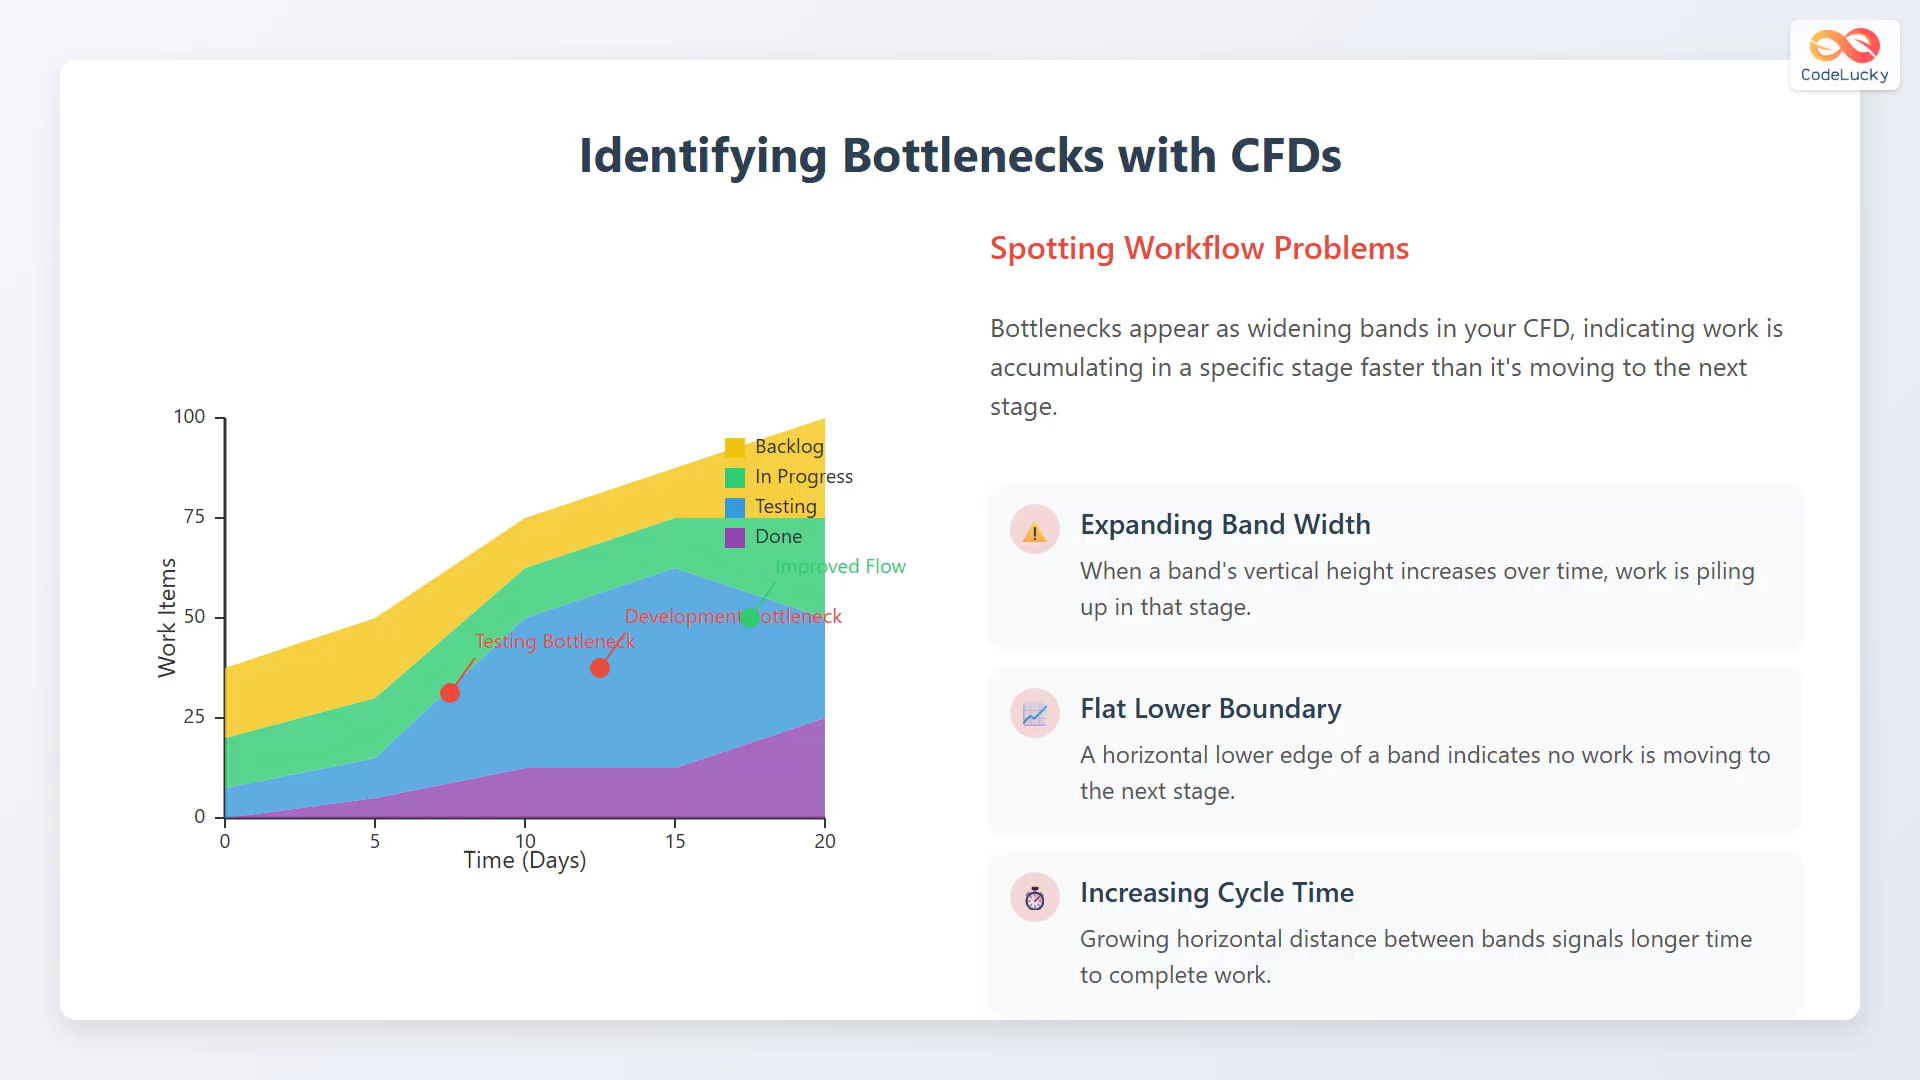 CodeLucky
Identifying Bottlenecks with CFDs
100
75
50
25
0
Work Items
0
5
10
15
20
Time (Days)
Backlog
In Progress
Testing
Done
Improved Flow
Development ottleneck
Testing Bottleneck
Spotting Workflow Problems
Bottlenecks appear as widening bands in your CFD, indicating work is
accumulating in a specific stage faster than it's moving to the next
stage.
Expanding Band Width
When a band's vertical height increases over time, work is piling
up in that stage.
Flat Lower Boundary
A horizontal lower edge of a band indicates no work is moving to
the next stage.
Increasing Cycle Time
Growing horizontal distance between bands signals longer time
to complete work.